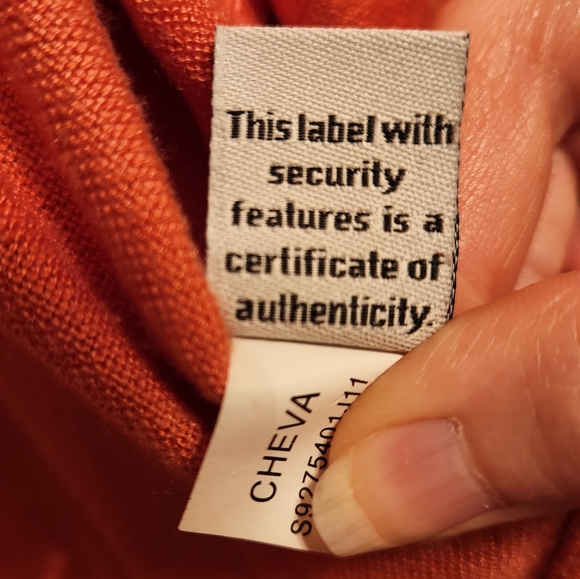 This label with
security
features is a
certificate of
authenticity.
CHEVA